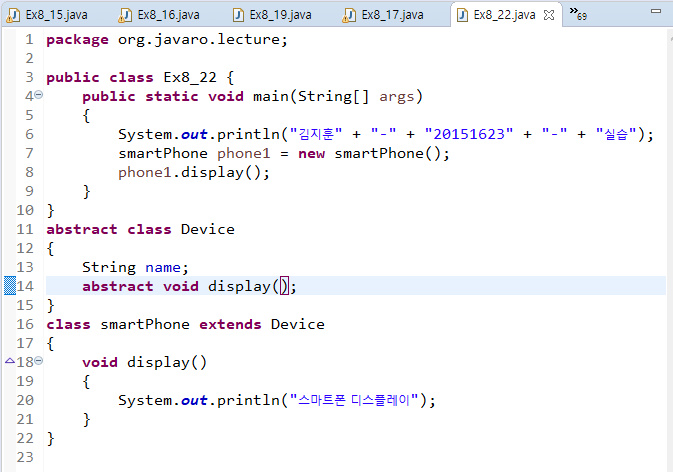 Ex8_15.java Ex8_16.java Ex8_19.java Ex8_17.java Ex8_22.java »69
1 package org.javaro.lecture;
2
3 public class Ex8_22 {
4 public static void main(String[] args)
5 {
6 System.out.println("김지훈" + "-" + "20151623" + "-" + "실습");
7 smartPhone phone1 = new smartPhone();
8 phone1.display();
9 }
10 }
11 abstract class Device
12 {
13 String name;
14 abstract void display();
15 }
16 class smartPhone extends Device
17 {
18 void display()
19 {
20 System.out.println("스마트폰 디스플레이");
21 }
22 }
23